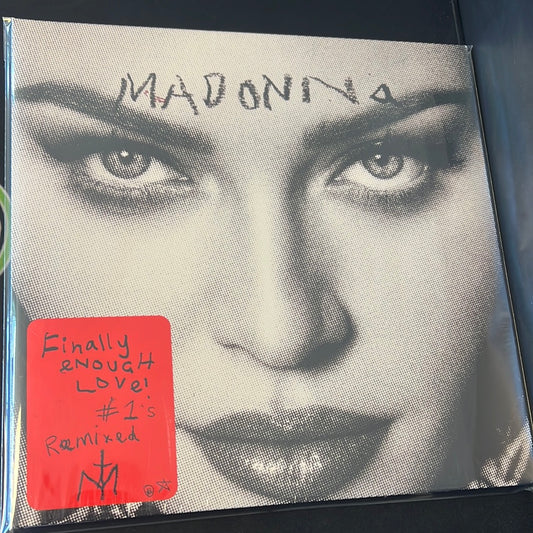 MADONNA
Finally
ENOUGH
LOVE!
#1's
Remixed
M
®